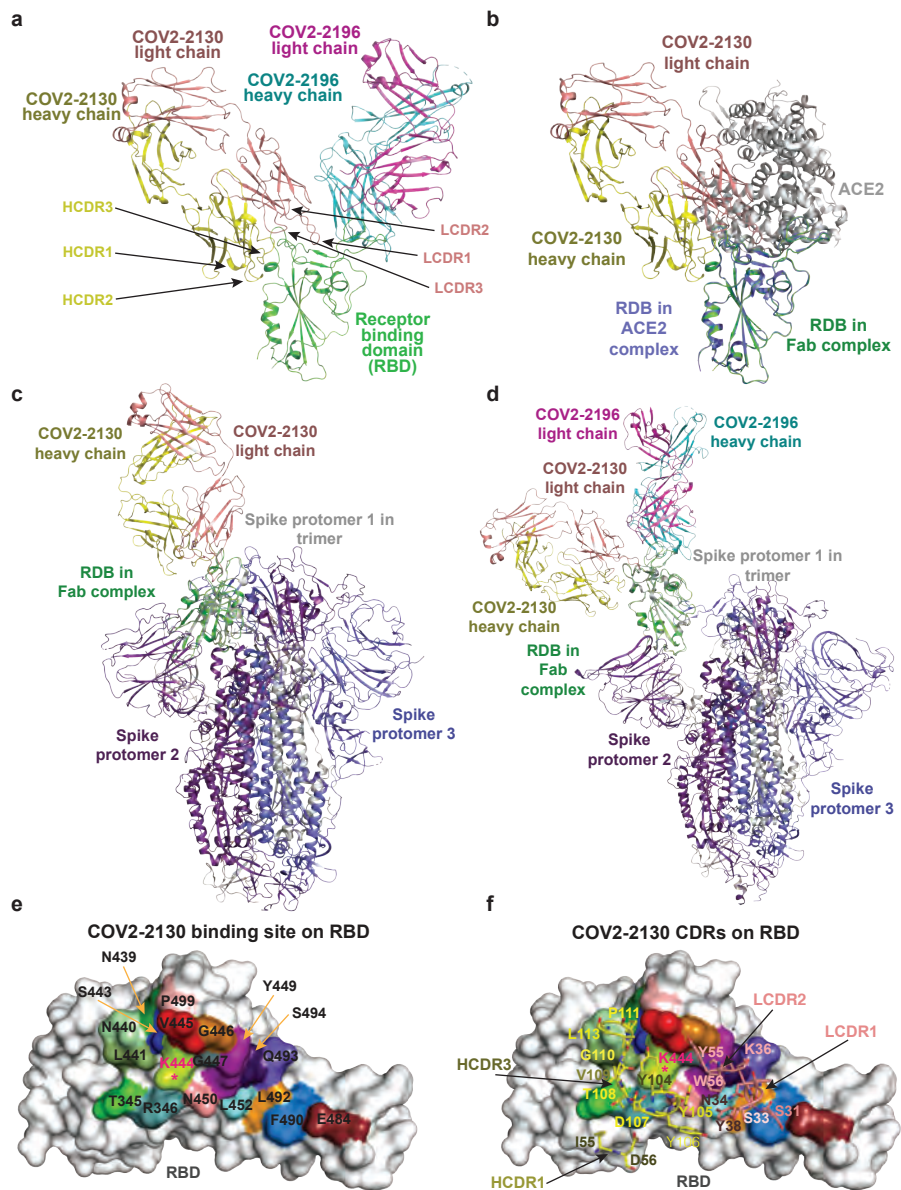 a
COV2-2130
light chain
COV2-2196
light chain
COV2-2196
heavy chain
COV2-2130
heavy chain
HCDR3
HCDR1
HCDR2
LCDR2
LCDR1
LCDR3
Receptor
binding
domain
(RBD)
b
COV2-2130
light chain
ACE2
COV2-2130
heavy chain
RDB in
ACE2
complex
RDB in
Fab complex
c
COV2-2130
heavy chain
COV2-2130
light chain
Spike protomer 1 in
trimer
RDB in
Fab complex
Spike
protomer 2
Spike
protomer 3
d
COV2-2196
light chain
COV2-2196
heavy chain
COV2-2130
light chain
Spike protomer 1 in
trimer
COV2-2130
heavy chain
RDB in
Fab
complex
Spike
protomer 2
Spike
protomer 3
e
COV2-2130 binding site on RBD
N439
S443
Y449
S494
P499
N440
V445
G446
L441
K444
*
G447
Q493
T345
R346
N450
L452
L492
F490
E484
RBD
f
COV2-2130 CDRs on RBD
P111
LCDR2
L113
LCDR1
K444
*
Y55
K36
G110
HCDR3
Y104
W56
T108
N34
S33
S31
Y105
D107
Y38
Y106
I55
D56
HCDR1
RBD